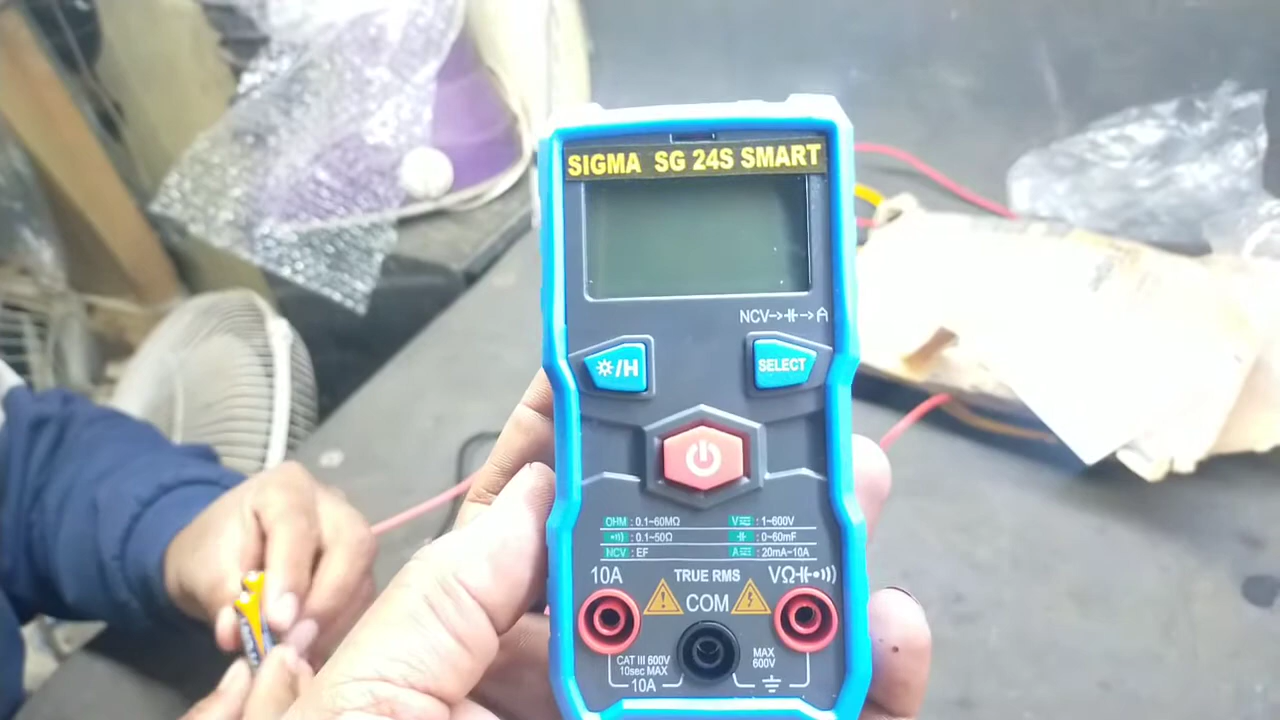 SIGMA SG 24S SMART
NCV→⊣⊢→A
☼/H
SELECT
OHM : 0.1~60MΩ V⎓ : 1~600V
•))) : 0.1~50Ω ⊣⊢ : 0~60mF
NCV : EF A⎓ : 20mA~10A
10A TRUE RMS VΩ⊣⊢•)))
COM
CAT III 600V
10sec MAX
10A
MAX
600V